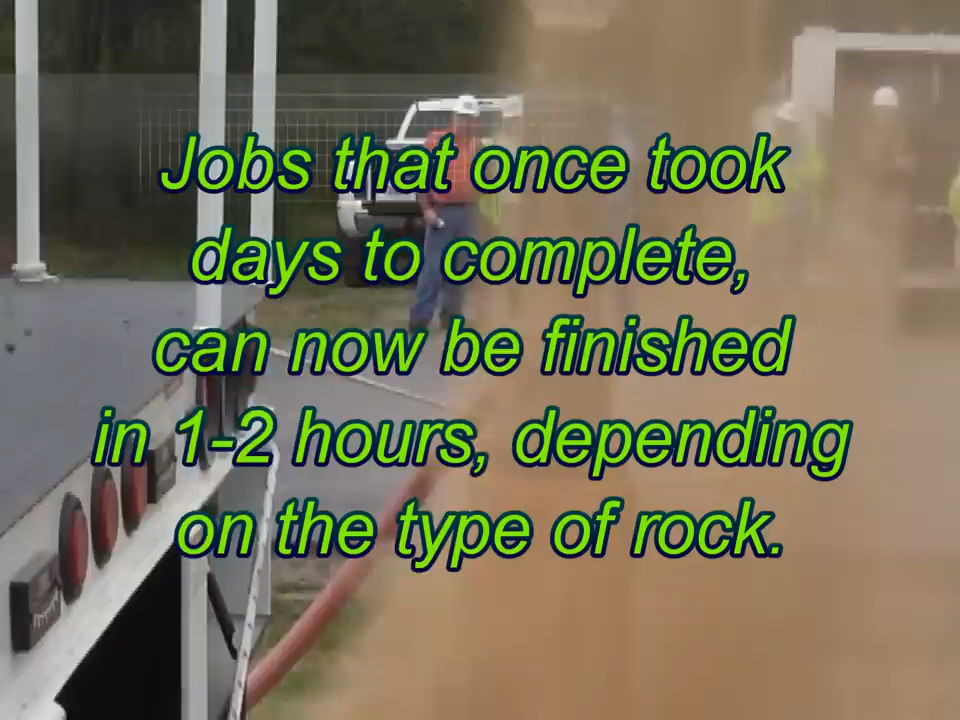 Jobs that once took
days to complete,
can now be finished
in 1-2 hours, depending
on the type of rock.